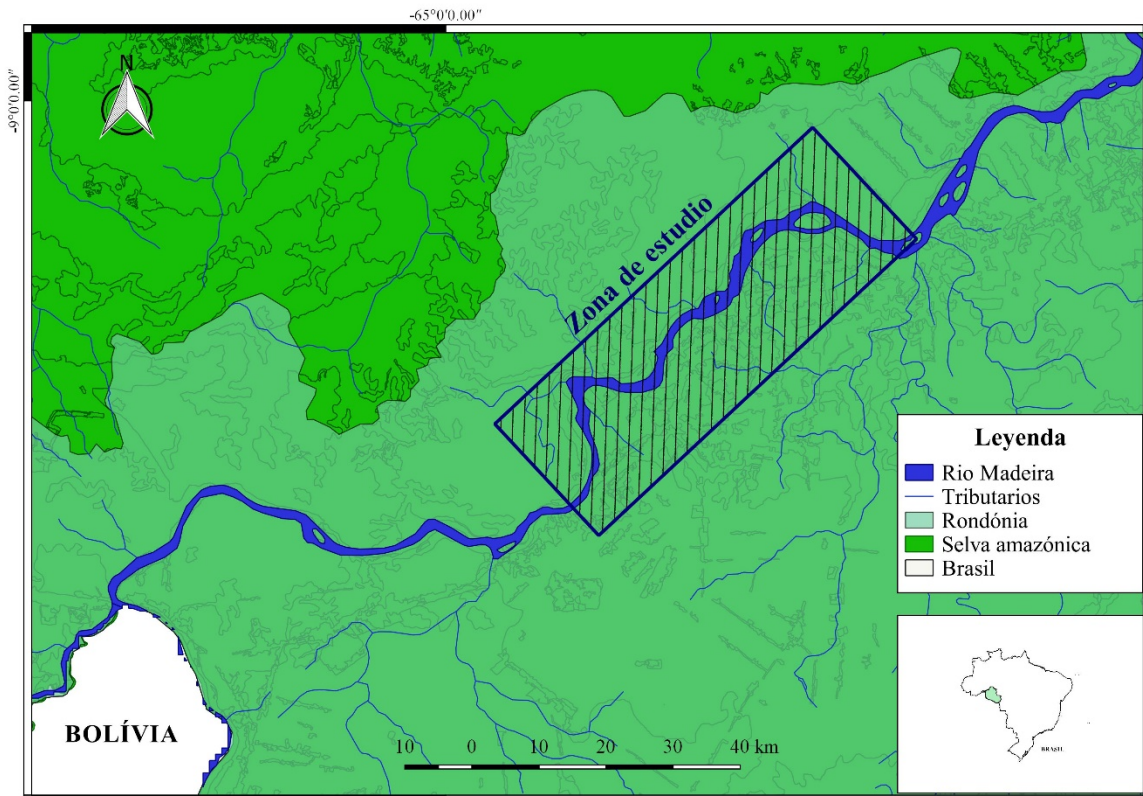 -65°0'0.00"
-9°0'0.00"
N
Zona de estudio
Leyenda
Rio Madeira
Tributarios
Rondónia
Selva amazónica
Brasil
BOLÍVIA
10 0 10 20 30 40 km
BRASIL